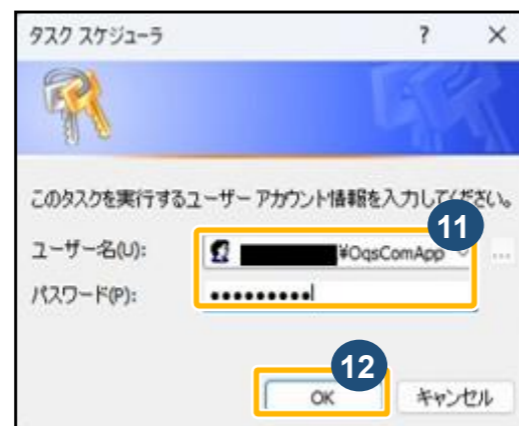 タスク スケジューラ ? ×
このタスクを実行するユーザー アカウント情報を入力してください。
11
ユーザー名(U): ¥OqsComApp ...
パスワード(P): ●●●●●●●●●
12
OK キャンセル